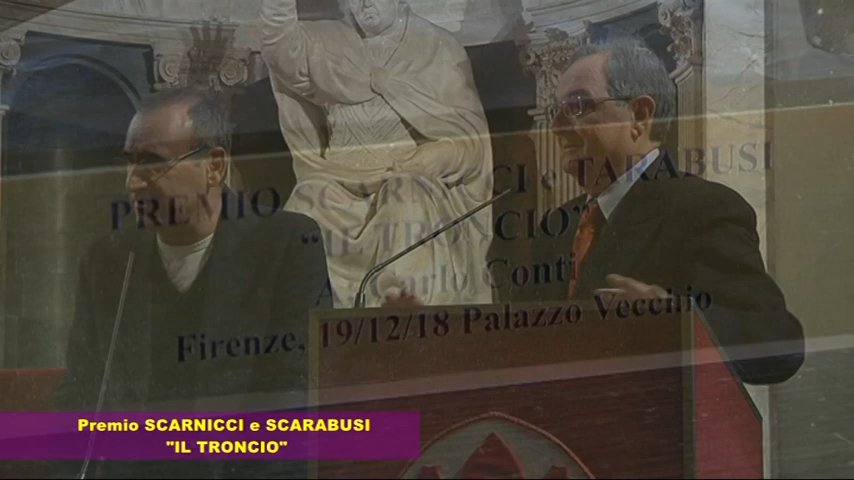 PREMIO SCARNICCI e TARABUSI
"IL TRONCIO"
A: Carlo Conti
Firenze, 19/12/18 Palazzo Vecchio
Premio SCARNICCI e SCARABUSI
"IL TRONCIO"